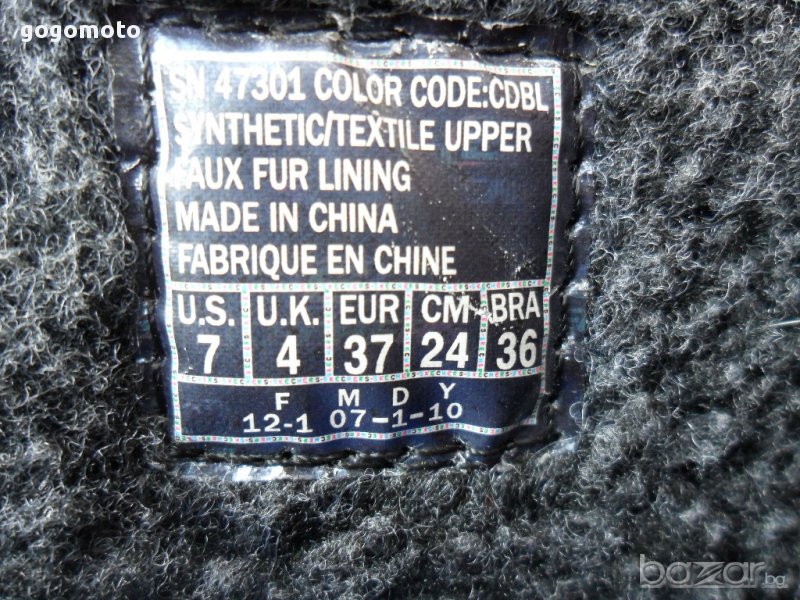 gogomoto
SN 47301 COLOR CODE:CDBL
SYNTHETIC/TEXTILE UPPER
FAUX FUR LINING
MADE IN CHINA
FABRIQUE EN CHINE
U.S. U.K. EUR CM BRA
7 4 37 24 36
F M D Y
12-1 07-1-10
bazar.bg